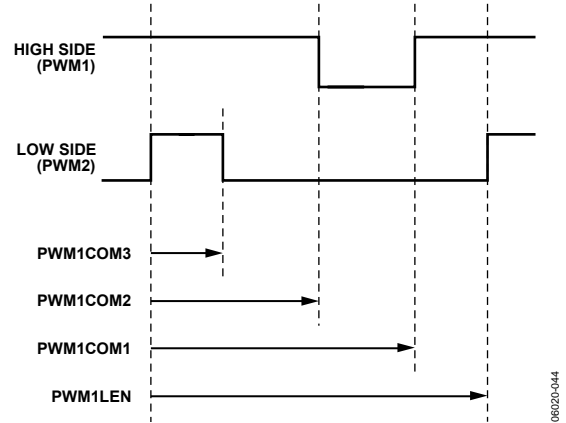 HIGH SIDE
(PWM1)
LOW SIDE
(PWM2)
PWM1COM3
PWM1COM2
PWM1COM1
PWM1LEN
06020-044